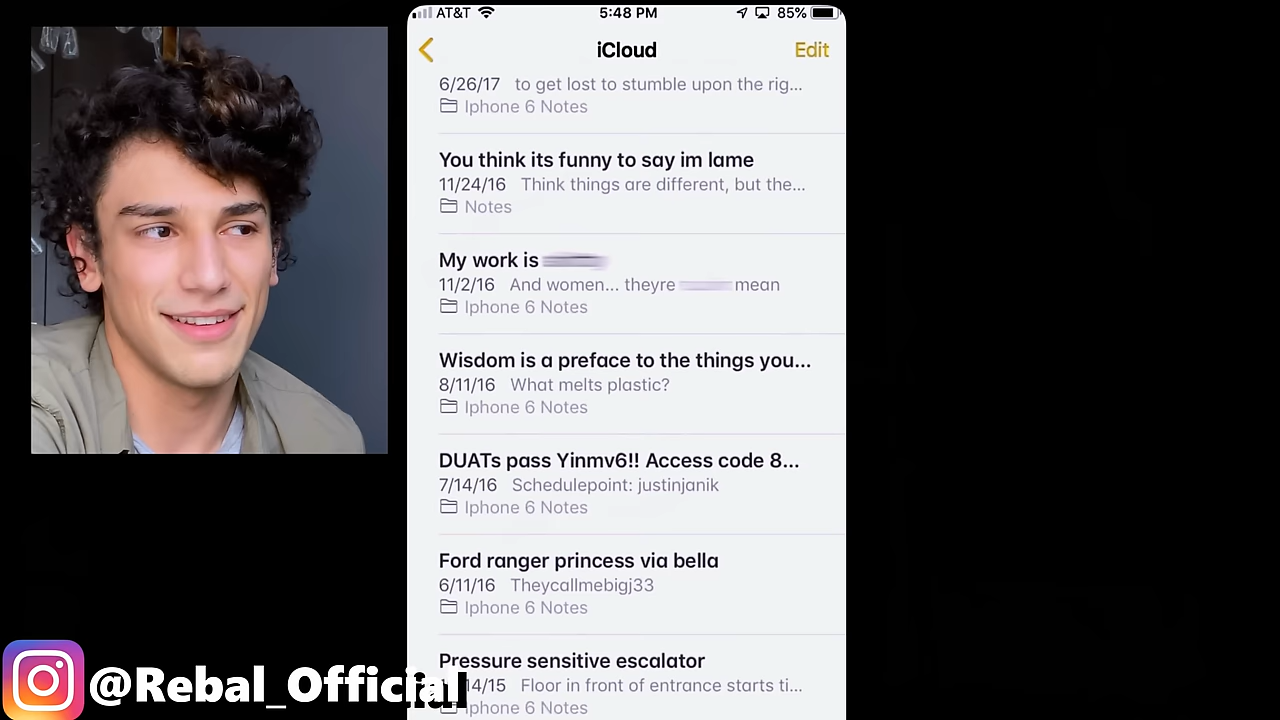 AT&T 5:48 PM 85%
iCloud Edit
6/26/17 to get lost to stumble upon the rig...
Iphone 6 Notes
You think its funny to say im lame
11/24/16 Think things are different, but the...
Notes
My work is
11/2/16 And women... theyre mean
Iphone 6 Notes
Wisdom is a preface to the things you...
8/11/16 What melts plastic?
Iphone 6 Notes
DUATs pass Yinmv6!! Access code 8...
7/14/16 Schedulepoint: justinjanik
Iphone 6 Notes
Ford ranger princess via bella
6/11/16 Theycallmebigj33
Iphone 6 Notes
Pressure sensitive escalator
14/15 Floor in front of entrance starts ti...
Iphone 6 Notes
@Rebal_Official